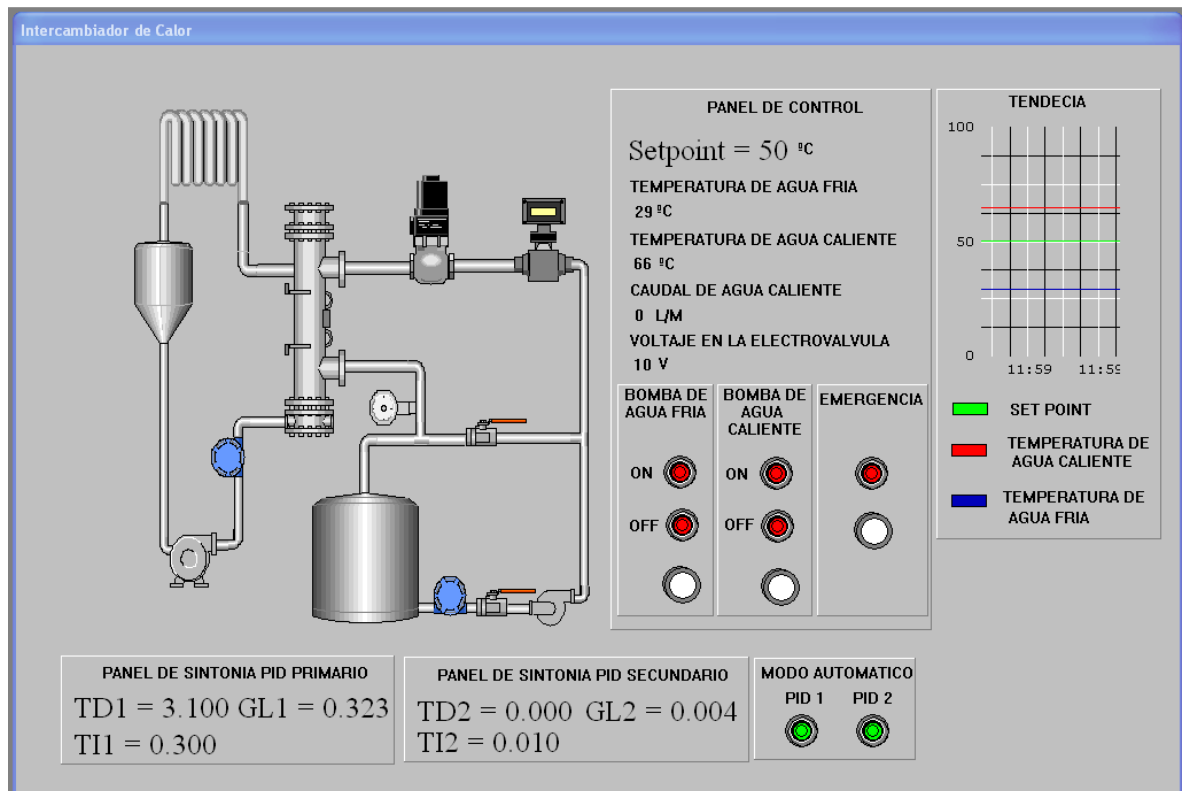 Intercambiador de Calor
PANEL DE CONTROL
Setpoint = 50 ºC
TEMPERATURA DE AGUA FRIA
29 ºC
TEMPERATURA DE AGUA CALIENTE
66 ºC
CAUDAL DE AGUA CALIENTE
0 L/M
VOLTAJE EN LA ELECTROVALVULA
10 V
BOMBA DE
AGUA FRIA
ON
OFF
BOMBA DE
AGUA
CALIENTE
ON
OFF
EMERGENCIA
TENDECIA
100
50
0
11:59 11:59
SET POINT
TEMPERATURA DE
AGUA CALIENTE
TEMPERATURA DE
AGUA FRIA
PANEL DE SINTONIA PID PRIMARIO
TD1 = 3.100 GL1 = 0.323
TI1 = 0.300
PANEL DE SINTONIA PID SECUNDARIO
TD2 = 0.000 GL2 = 0.004
TI2 = 0.010
MODO AUTOMATICO
PID 1 PID 2